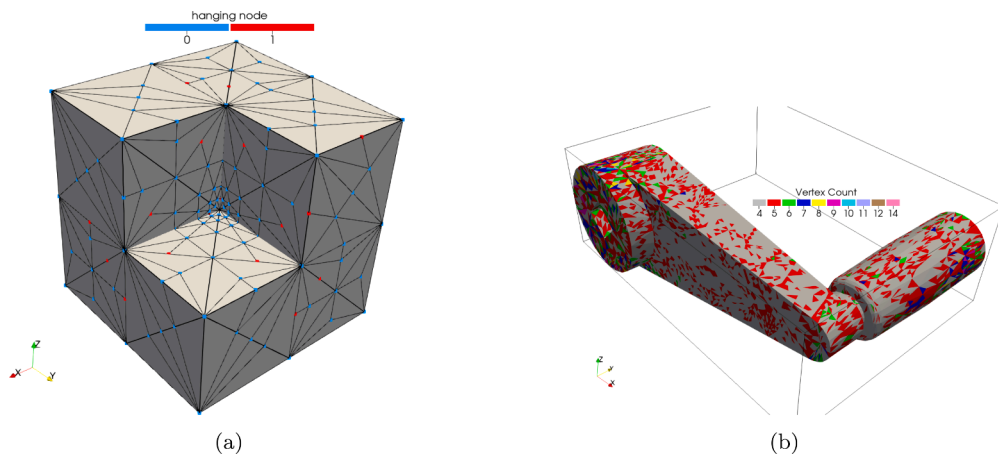 hanging node
0 1
Z
X Y
(a)
Vertex Count
4 5 6 7 8 9 10 11 12 14
Z
Y
X
(b)